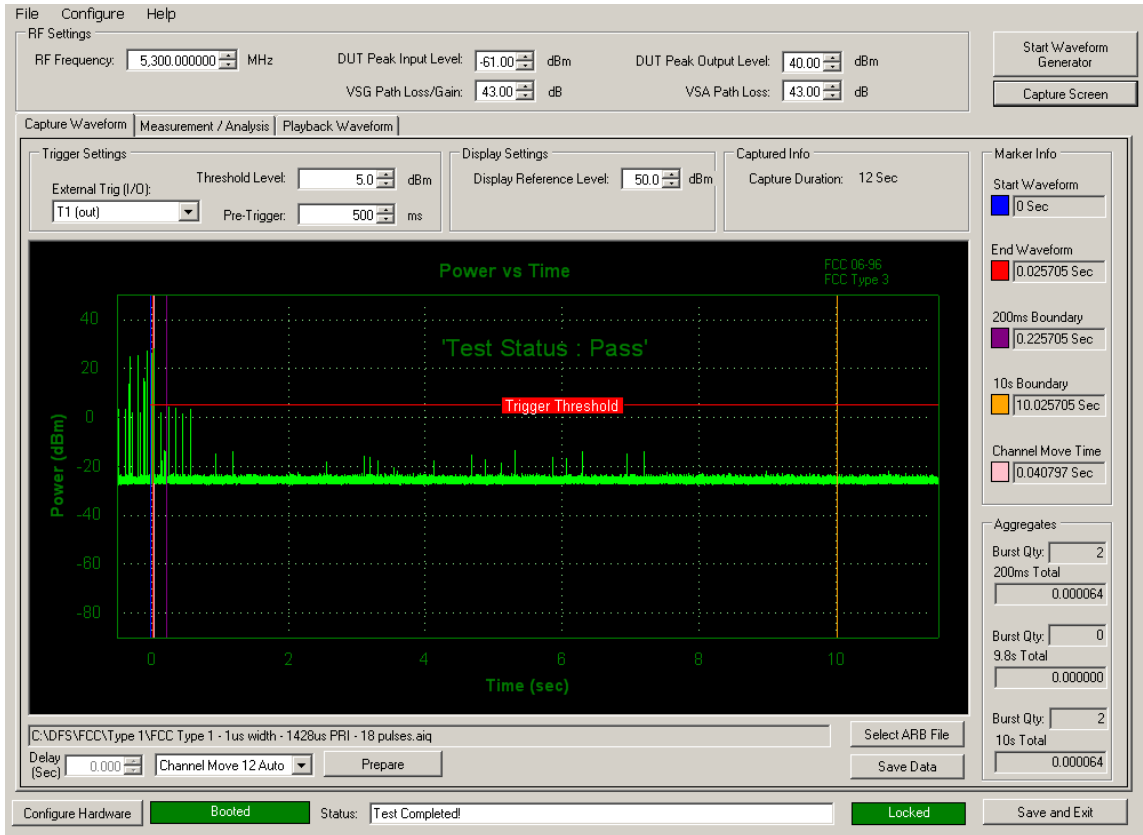 File Configure Help
RF Settings
RF Frequency: 5,300.000000 MHz
DUT Peak Input Level: -61.00 dBm
DUT Peak Output Level: 40.00 dBm
VSG Path Loss/Gain: 43.00 dB
VSA Path Loss: 43.00 dB
Start Waveform Generator
Capture Screen
Capture Waveform Measurement / Analysis Playback Waveform
Trigger Settings
External Trig (I/O):
T1 (out)
Threshold Level: 5.0 dBm
Pre-Trigger: 500 ms
Display Settings
Display Reference Level: 50.0 dBm
Captured Info
Capture Duration: 12 Sec
Marker Info
Start Waveform
0 Sec
End Waveform
0.025705 Sec
200ms Boundary
0.225705 Sec
10s Boundary
10.025705 Sec
Channel Move Time
0.040797 Sec
Power vs Time
FCC 06-96
FCC Type 3
'Test Status : Pass'
Trigger Threshold
Power (dBm)
40
20
0
-20
-40
-60
-80
0 2 4 6 8 10
Time (sec)
Aggregates
Burst Qty: 2
200ms Total
0.000064
Burst Qty: 0
9.8s Total
0.000000
Burst Qty: 2
10s Total
0.000064
C:\DFS\FCC\Type 1\FCC Type 1 - 1us width - 1428us PRI - 18 pulses.aiq
Select ARB File
Delay (Sec) 0.000
Channel Move 12 Auto
Prepare
Save Data
Configure Hardware
Booted
Status: Test Completed!
Locked
Save and Exit